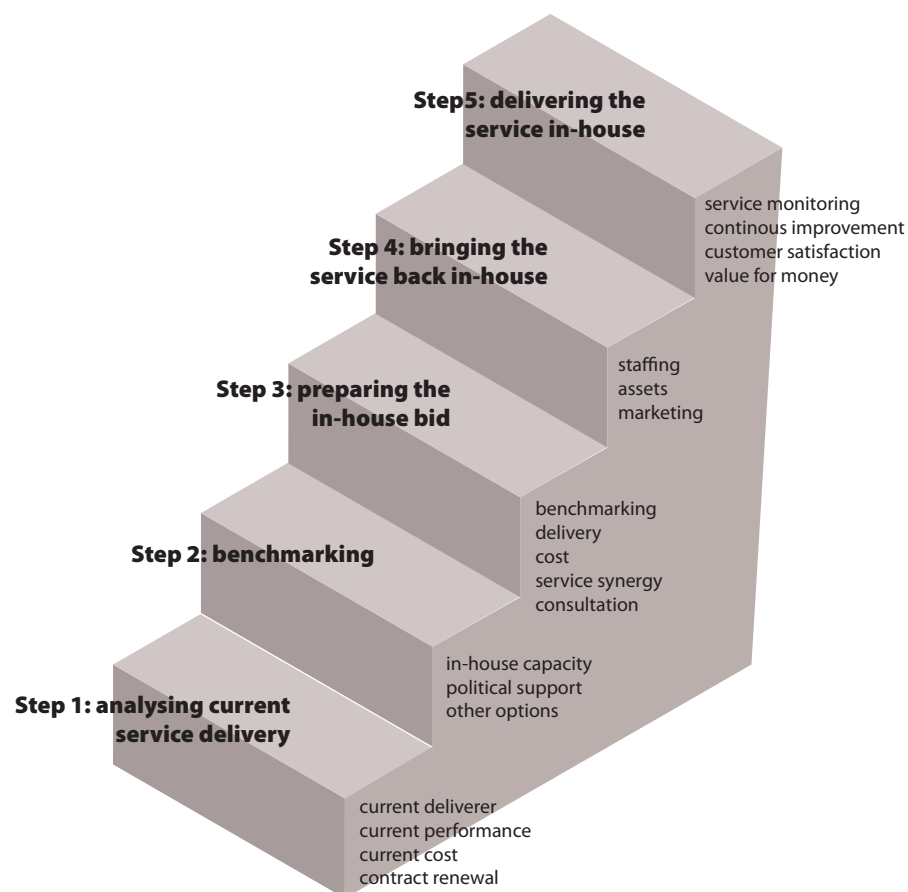 Step5: delivering the
service in-house
service monitoring
continous improvement
customer satisfaction
value for money
Step 4: bringing the
service back in-house
staffing
assets
marketing
Step 3: preparing the
in-house bid
benchmarking
delivery
cost
service synergy
consultation
Step 2: benchmarking
in-house capacity
political support
other options
Step 1: analysing current
service delivery
current deliverer
current performance
current cost
contract renewal